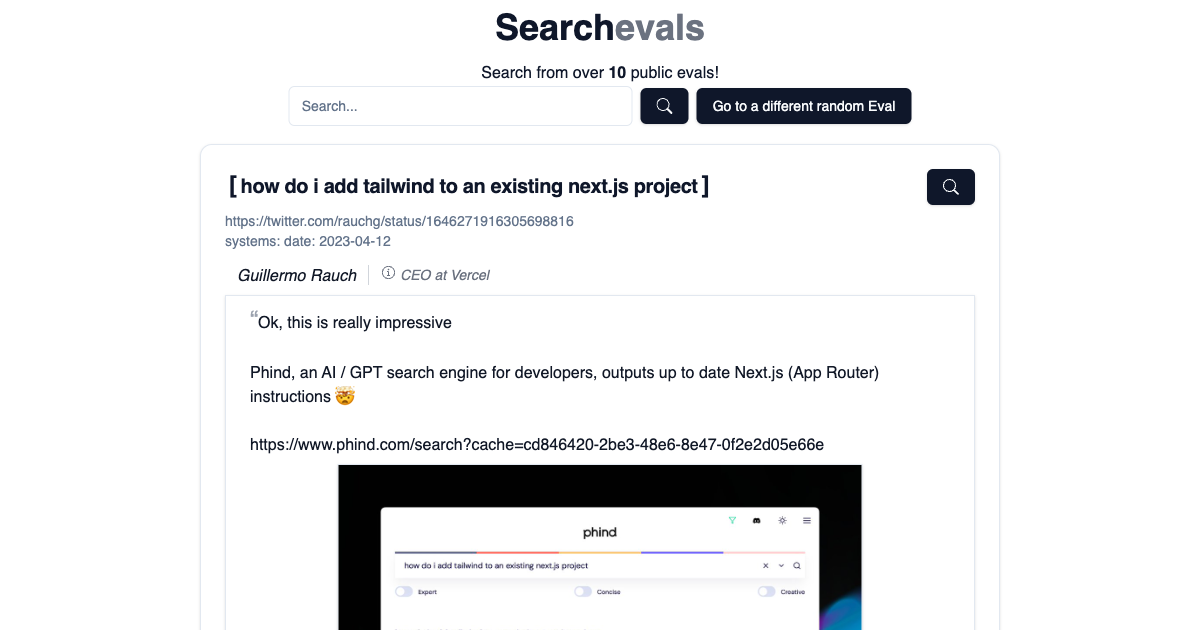 Searchevals
Search from over 10 public evals!
Search...
Go to a different random Eval
[ how do i add tailwind to an existing next.js project ]
https://twitter.com/rauchg/status/1646271916305698816
systems: date: 2023-04-12
Guillermo Rauch
CEO at Vercel
“Ok, this is really impressive
Phind, an AI / GPT search engine for developers, outputs up to date Next.js (App Router)
instructions 🤯
https://www.phind.com/search?cache=cd846420-2be3-48e6-8e47-0f2e2d05e66e
phind
how do i add tailwind to an existing next.js project
Expert
Concise
Creative